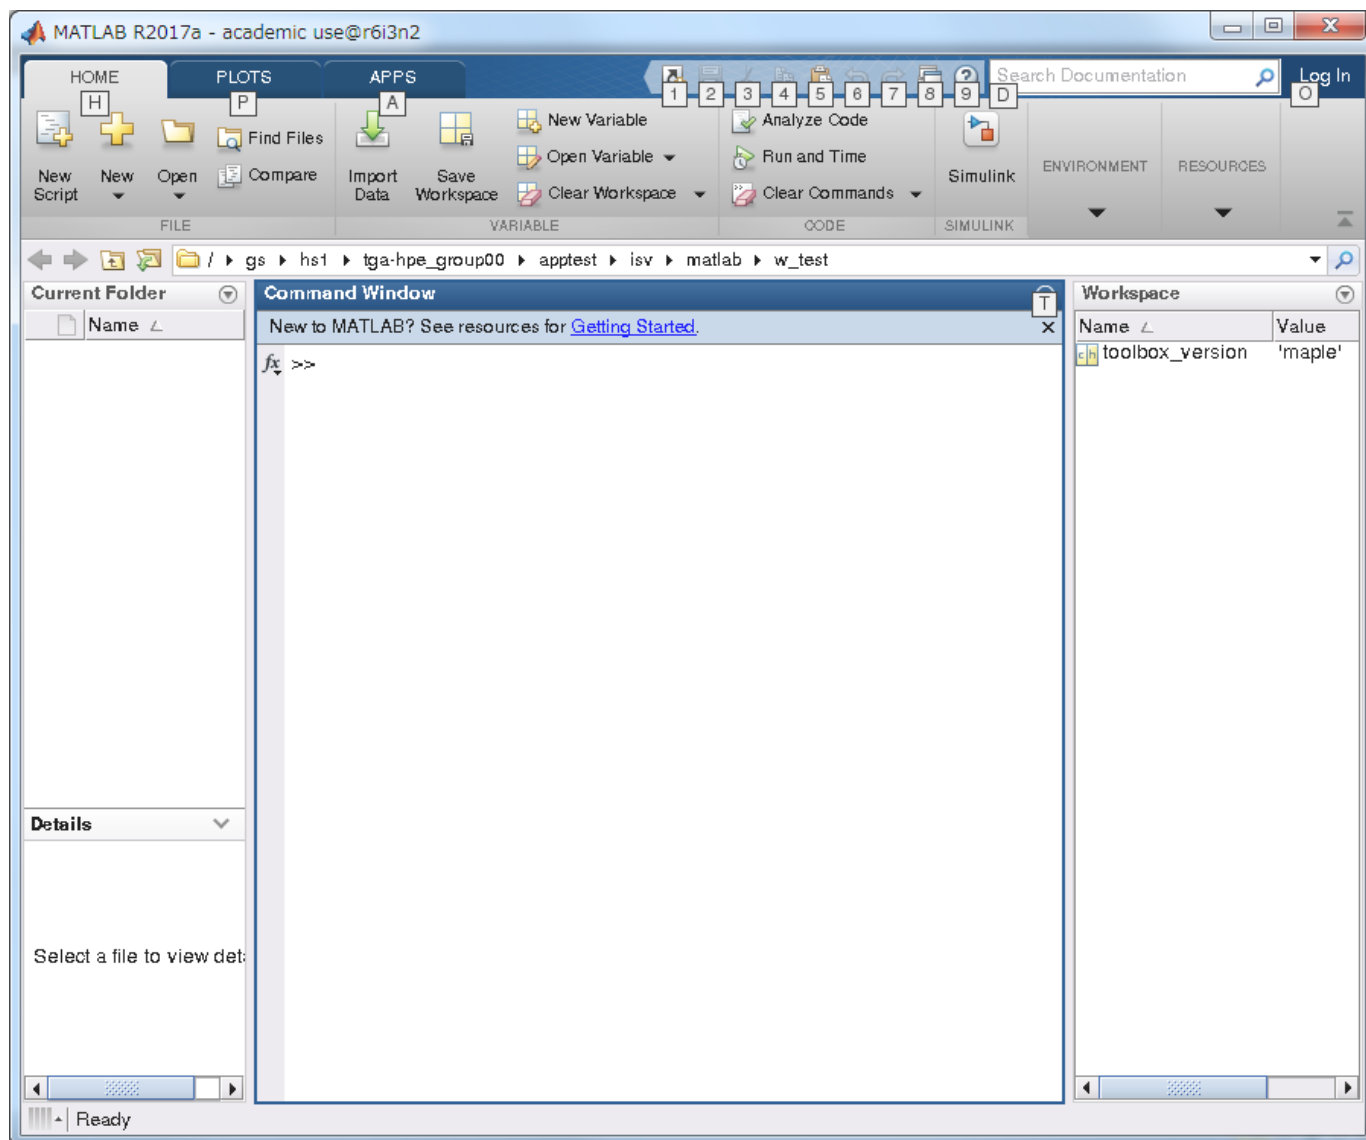 MATLAB R2017a - academic use@r6i3n2
HOME PLOTS APPS Search Documentation Log In
H P A 1 2 3 4 5 6 7 8 9 D O
New Script
New
Open
Find Files
Compare
FILE
Import Data
Save Workspace
New Variable
Open Variable
Clear Workspace
VARIABLE
Analyze Code
Run and Time
Clear Commands
CODE
Simulink
SIMULINK
ENVIRONMENT
RESOURCES
/ gs hs1 tga-hpe_group00 apptest isv matlab w_test
Current Folder
Name
Command Window
T
New to MATLAB? See resources for Getting Started.
fx >>
Workspace
Name Value
ch toolbox_version 'maple'
Details
Select a file to view deta
Ready